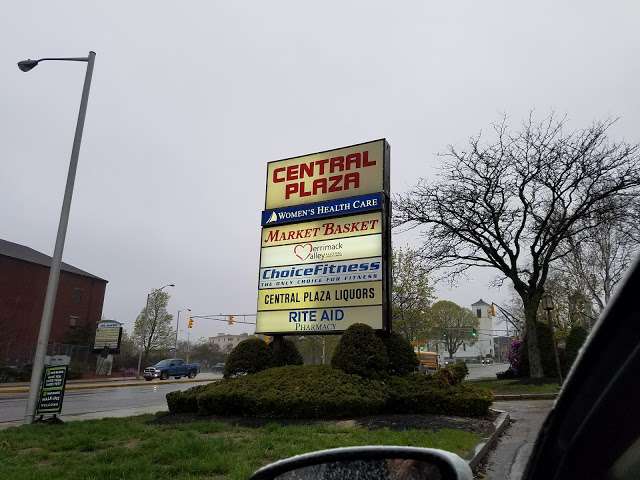 CENTRAL
PLAZA
WOMEN'S HEALTH CARE
MARKET BASKET
Merrimack
Valley
ChoiceFitness
THE ONLY CHOICE FOR FITNESS
CENTRAL PLAZA LIQUORS
RITE AID
PHARMACY